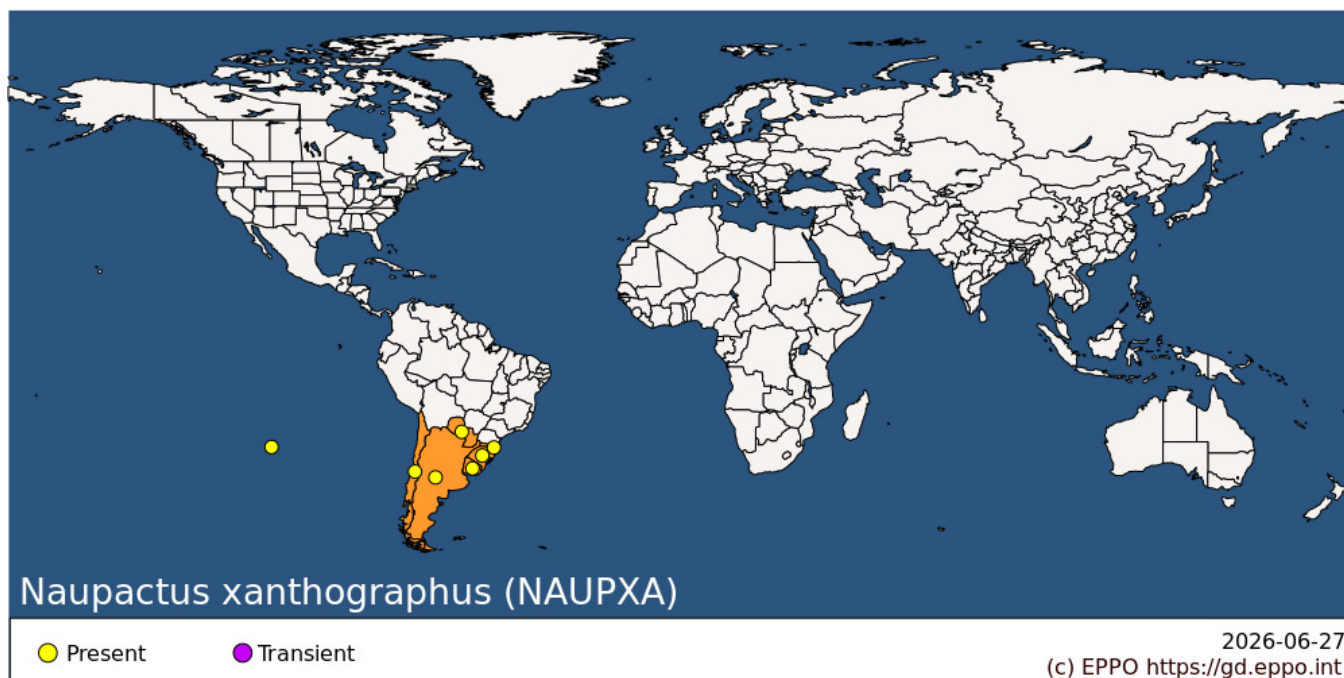 Naupactus xanthographus (NAUPXA)
Present
Transient
2026-06-27
(c) EPPO https://gd.eppo.int